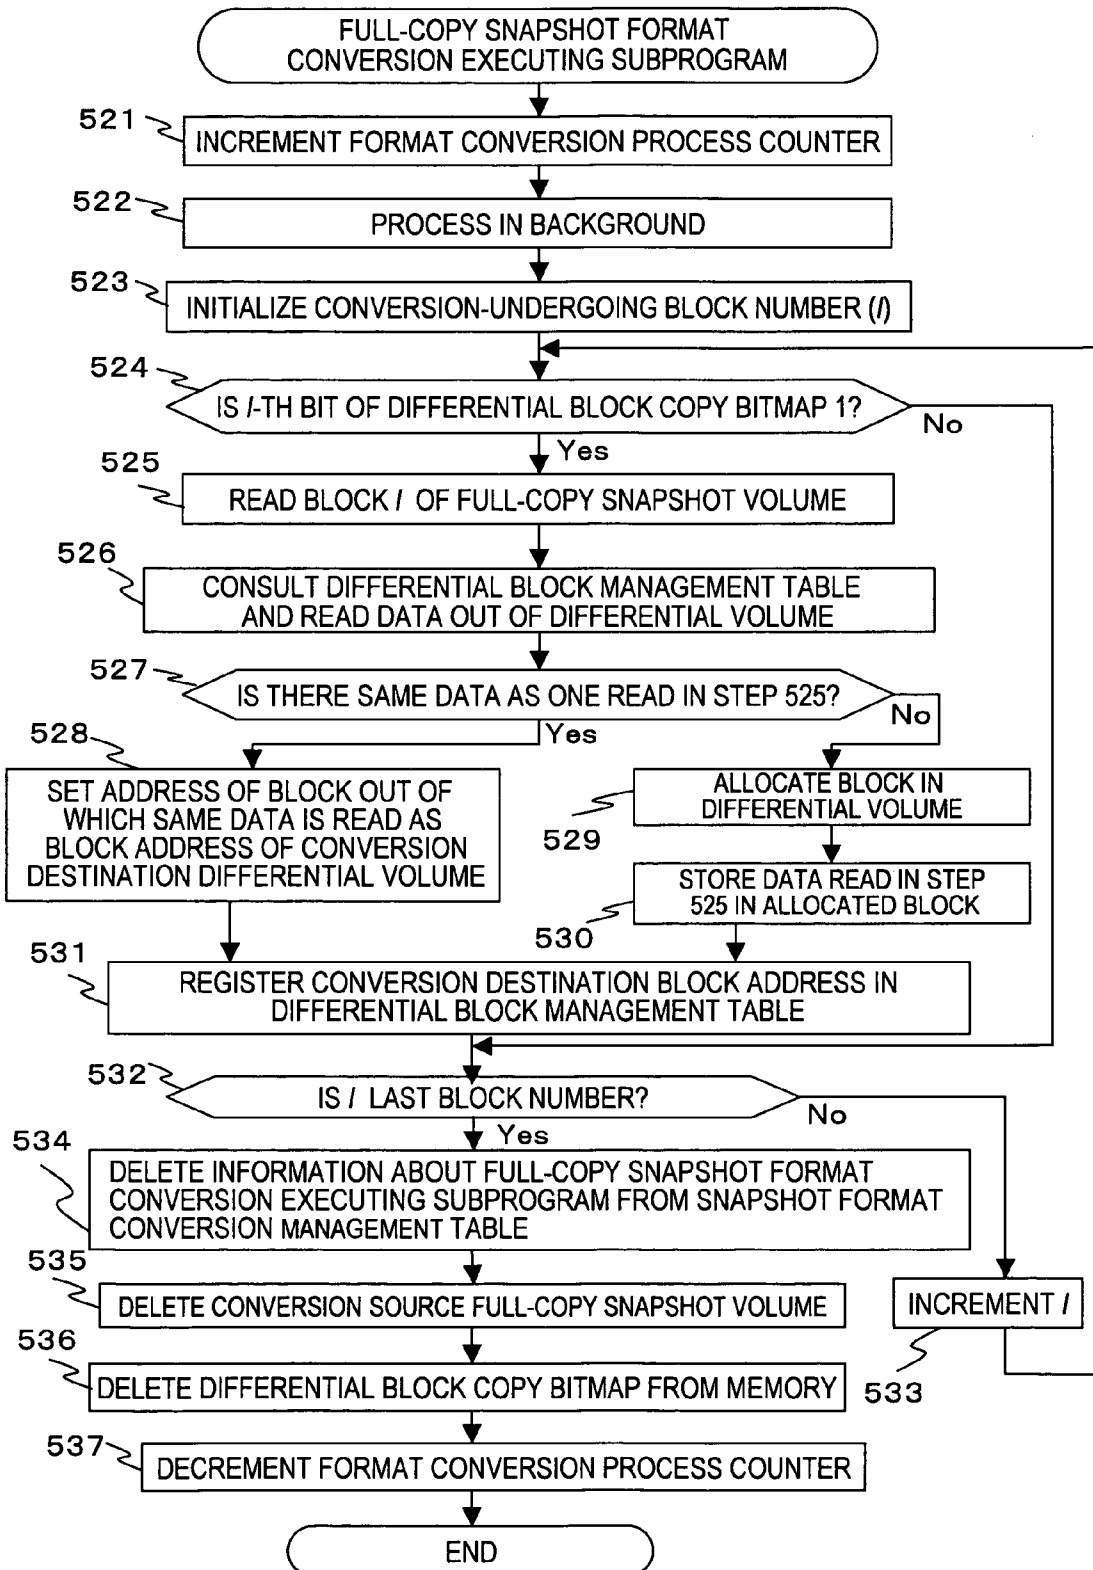 FULL-COPY SNAPSHOT FORMAT
CONVERSION EXECUTING SUBPROGRAM
521
INCREMENT FORMAT CONVERSION PROCESS COUNTER
522
PROCESS IN BACKGROUND
523
INITIALIZE CONVERSION-UNDERGOING BLOCK NUMBER (I)
524
IS I-TH BIT OF DIFFERENTIAL BLOCK COPY BITMAP 1?
No
Yes
525
READ BLOCK I OF FULL-COPY SNAPSHOT VOLUME
526
CONSULT DIFFERENTIAL BLOCK MANAGEMENT TABLE
AND READ DATA OUT OF DIFFERENTIAL VOLUME
527
IS THERE SAME DATA AS ONE READ IN STEP 525?
No
Yes
528
SET ADDRESS OF BLOCK OUT OF
WHICH SAME DATA IS READ AS
BLOCK ADDRESS OF CONVERSION
DESTINATION DIFFERENTIAL VOLUME
ALLOCATE BLOCK IN
DIFFERENTIAL VOLUME
529
STORE DATA READ IN STEP
525 IN ALLOCATED BLOCK
530
531
REGISTER CONVERSION DESTINATION BLOCK ADDRESS IN
DIFFERENTIAL BLOCK MANAGEMENT TABLE
532
IS I LAST BLOCK NUMBER?
No
Yes
534
DELETE INFORMATION ABOUT FULL-COPY SNAPSHOT FORMAT
CONVERSION EXECUTING SUBPROGRAM FROM SNAPSHOT FORMAT
CONVERSION MANAGEMENT TABLE
535
DELETE CONVERSION SOURCE FULL-COPY SNAPSHOT VOLUME
INCREMENT I
533
536
DELETE DIFFERENTIAL BLOCK COPY BITMAP FROM MEMORY
537
DECREMENT FORMAT CONVERSION PROCESS COUNTER
END